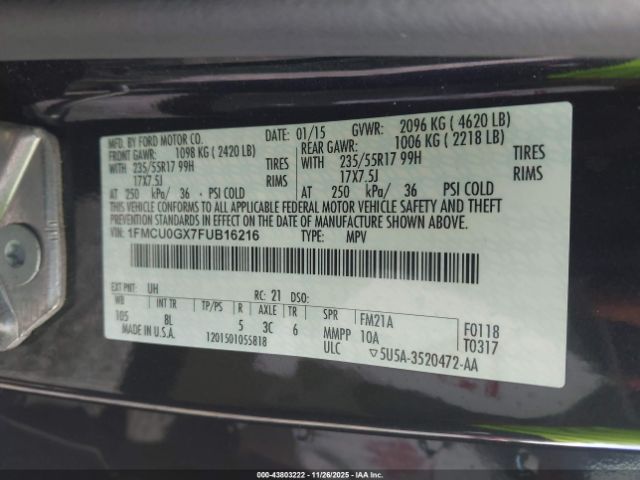 MFD. BY FORD MOTOR CO.
DATE: 01/15 GVWR: 2096 KG ( 4620 LB)
FRONT GAWR: 1098 KG ( 2420 LB) REAR GAWR: 1006 KG ( 2218 LB)
WITH 235/55R17 99H TIRES WITH 235/55R17 99H TIRES
17X7.5J RIMS 17X7.5J RIMS
AT 250 kPa/ 36 PSI COLD AT 250 kPa/ 36 PSI COLD
THIS VEHICLE CONFORMS TO ALL APPLICABLE FEDERAL MOTOR VEHICLE SAFETY AND THEFT
PREVENTION STANDARDS IN EFFECT ON THE DATE OF MANUFACTURE SHOWN ABOVE.
1FMCU0GX7FUB16216 TYPE: MPV
EXT PNT: UH RC: 21 DSO:
WB INT TR TP/PS R AXLE TR SPR FM21A F0118
105 BL 5 3C 6 MMPP 10A T0317
MADE IN U.S.A. 1201501055818 ULC ▽5U5A-3520472-AA
000-43803222 - 11/26/2025 - IAA Inc.